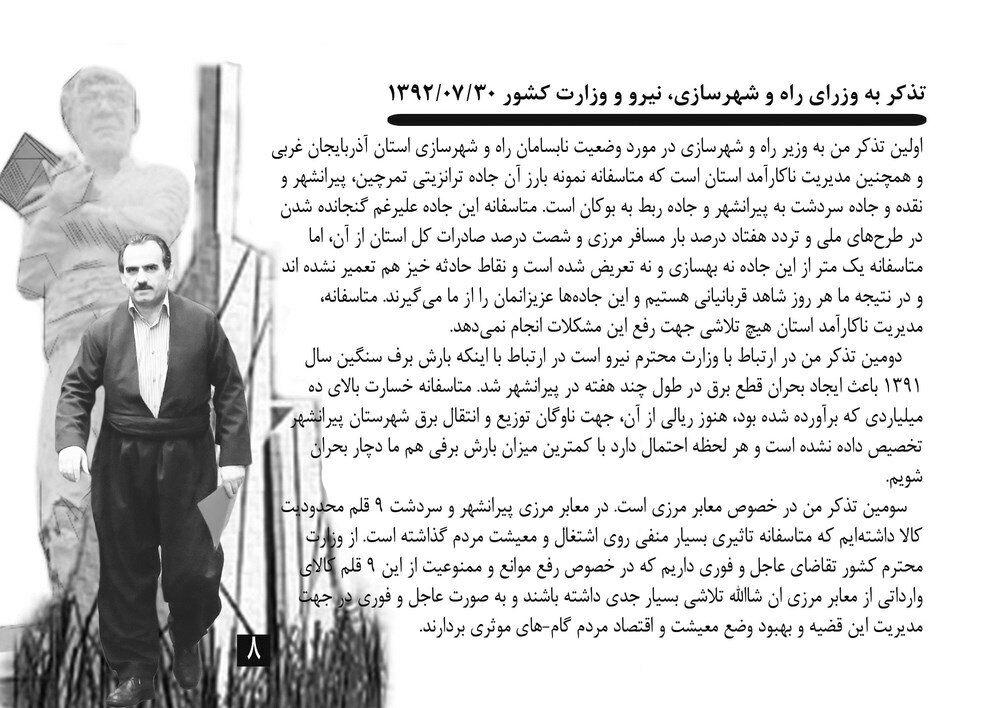 تذکر به وزرای راه و شهرسازی، نیرو و وزارت کشور ۱۳۹۲/۰۷/۳۰
اولین تذکر من به وزیر راه و شهرسازی در مورد وضعیت نابسامان راه و شهرسازی استان آذربایجان غربی
و همچنین مدیریت ناکارآمد استان است که متاسفانه نمونه بارز آن جاده ترانزیتی تمرچین، پیرانشهر و
نقده و جاده سردشت به پیرانشهر و جاده ربط به بوکان است. متاسفانه این جاده علیرغم گنجانده شدن
در طرح‌های ملی و تردد هفتاد درصد بار مسافر مرزی و شصت درصد صادرات کل استان از آن، اما
متاسفانه یک متر از این جاده نه بهسازی و نه تعریض شده است و نقاط حادثه خیز هم تعمیر نشده اند
و در نتیجه ما هر روز شاهد قربانیانی هستیم و این جاده‌ها عزیزانمان را از ما می‌گیرند. متاسفانه،
مدیریت ناکارآمد استان هیچ تلاشی جهت رفع این مشکلات انجام نمی‌دهد.
دومین تذکر من در ارتباط با وزارت محترم نیرو است در ارتباط با اینکه بارش برف سنگین سال
۱۳۹۱ باعث ایجاد بحران قطع برق در طول چند هفته در پیرانشهر شد. متاسفانه خسارت بالای ده
میلیاردی که برآورده شده بود، هنوز ریالی از آن، جهت ناوگان توزیع و انتقال برق شهرستان پیرانشهر
تخصیص داده نشده است و هر لحظه احتمال دارد با کمترین میزان بارش برفی هم ما دچار بحران
شویم.
سومین تذکر من در خصوص معابر مرزی است. در معابر مرزی پیرانشهر و سردشت ۹ قلم محدودیت
کالا داشته‌ایم که متاسفانه تاثیری بسیار منفی روی اشتغال و معیشت مردم گذاشته است. از وزارت
محترم کشور تقاضای عاجل و فوری داریم که در خصوص رفع موانع و ممنوعیت از این ۹ قلم کالای
وارداتی از معابر مرزی ان شاالله تلاشی بسیار جدی داشته باشند و به صورت عاجل و فوری در جهت
مدیریت این قضیه و بهبود وضع معیشت و اقتصاد مردم گام-های موثری بردارند.
۸